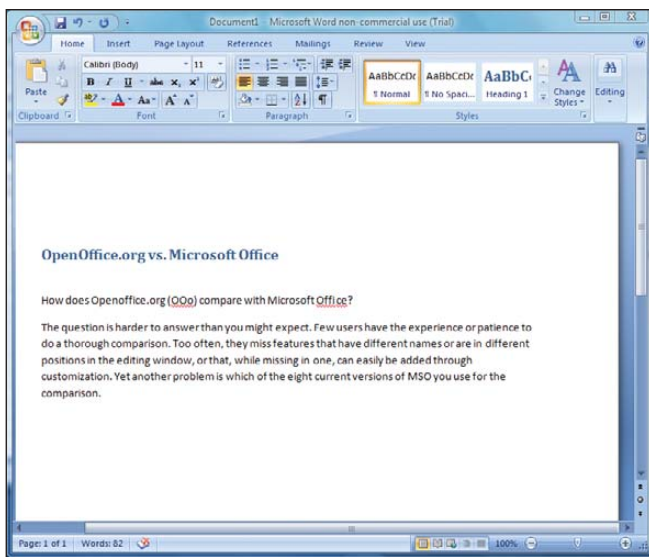 Document1 - Microsoft Word non-commercial use (Trial)
Home Insert Page Layout References Mailings Review View
Calibri (Body) 11
AaBbCcDc AaBbCcDc AaBbC
Paste
B I U abc x, x²
¶ Normal ¶ No Spaci... Heading 1
Change Styles
Editing
Aa A A
Clipboard Font Paragraph Styles
OpenOffice.org vs. Microsoft Office
How does Openoffice.org (OOo) compare with Microsoft Office?
The question is harder to answer than you might expect. Few users have the experience or patience to
do a thorough comparison. Too often, they miss features that have different names or are in different
positions in the editing window, or that, while missing in one, can easily be added through
customization. Yet another problem is which of the eight current versions of MSO you use for the
comparison.
Page: 1 of 1 Words: 82 100%